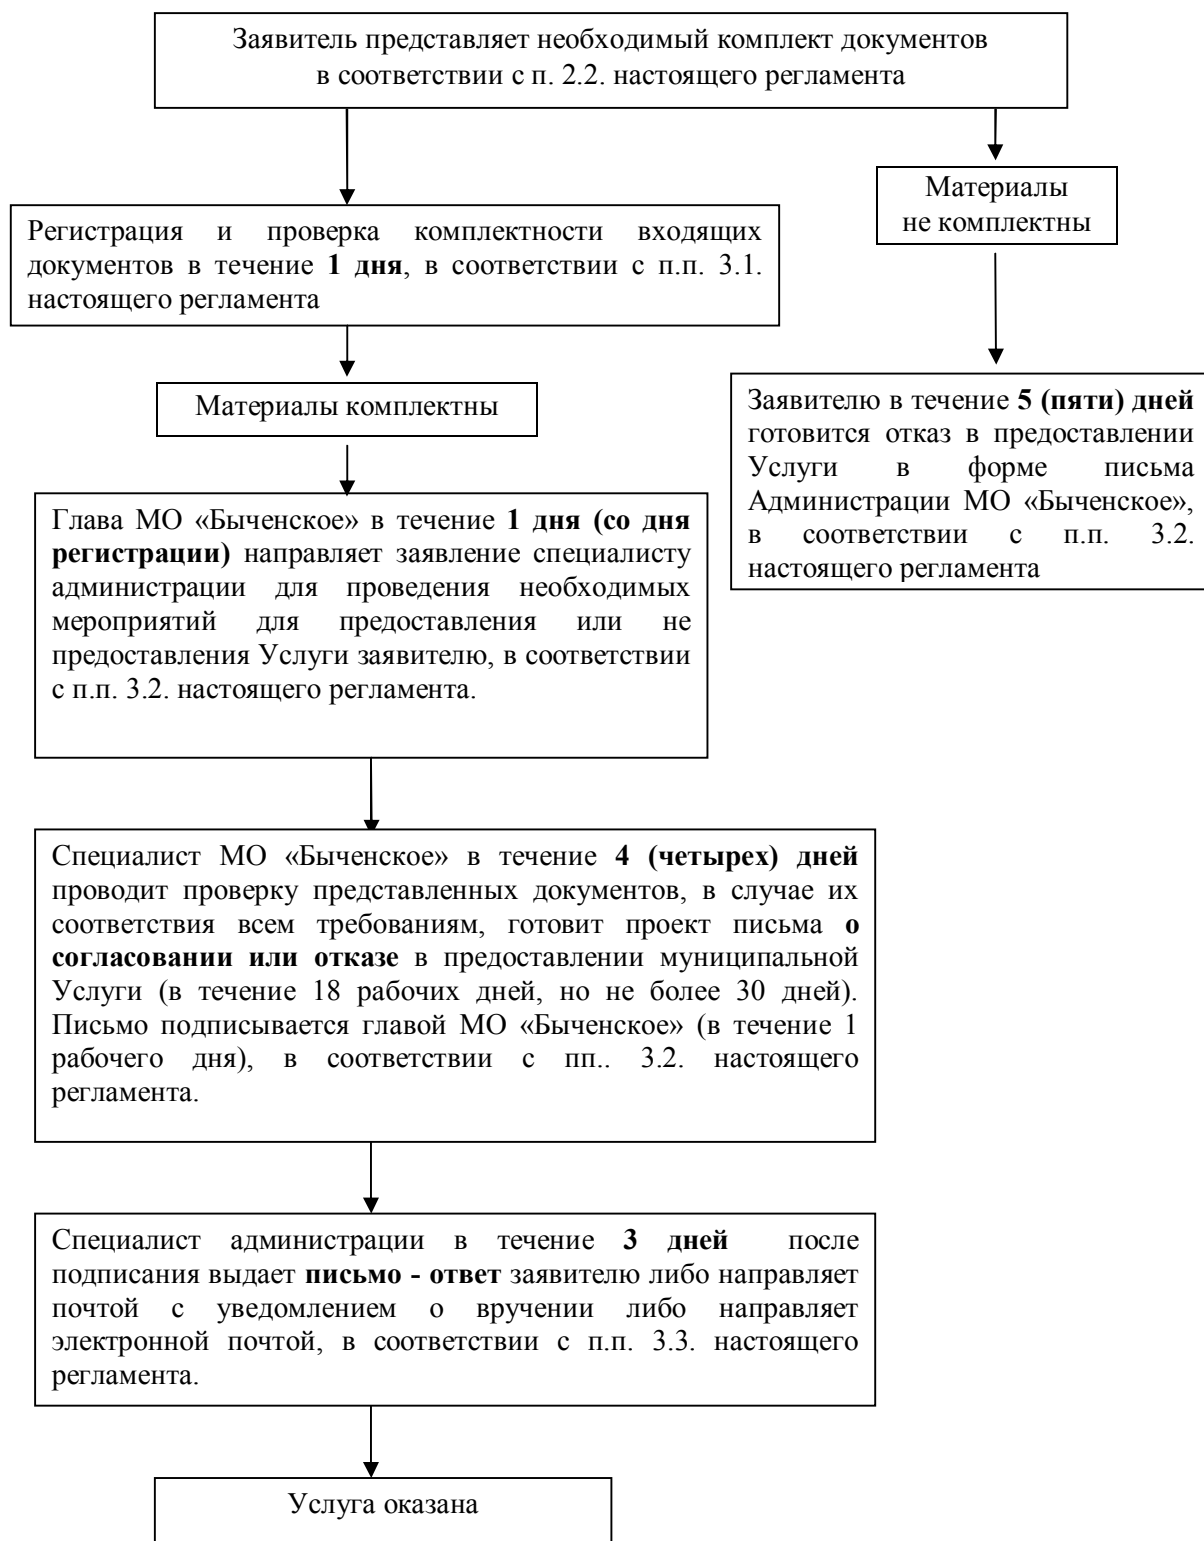 Заявитель представляет необходимый комплект документов
в соответствии с п. 2.2. настоящего регламента
Материалы
не комплектны
Регистрация и проверка комплектности входящих
документов в течение 1 дня, в соответствии с п.п. 3.1.
настоящего регламента
Материалы комплектны
Заявителю в течение 5 (пяти) дней
готовится отказ в предоставлении
Услуги в форме письма
Администрации МО «Быченское»,
в соответствии с п.п. 3.2.
настоящего регламента
Глава МО «Быченское» в течение 1 дня (со дня
регистрации) направляет заявление специалисту
администрации для проведения необходимых
мероприятий для предоставления или не
предоставления Услуги заявителю, в соответствии
с п.п. 3.2. настоящего регламента.
Специалист МО «Быченское» в течение 4 (четырех) дней
проводит проверку представленных документов, в случае их
соответствия всем требованиям, готовит проект письма о
согласовании или отказе в предоставлении муниципальной
Услуги (в течение 18 рабочих дней, но не более 30 дней).
Письмо подписывается главой МО «Быченское» (в течение 1
рабочего дня), в соответствии с пп.. 3.2. настоящего
регламента.
Специалист администрации в течение 3 дней после
подписания выдает письмо - ответ заявителю либо направляет
почтой с уведомлением о вручении либо направляет
электронной почтой, в соответствии с п.п. 3.3. настоящего
регламента.
Услуга оказана